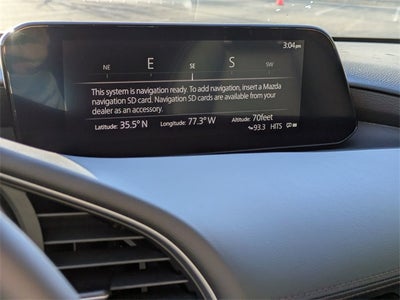 3:04pm
NE E SE S SW
This system is navigation ready. To add navigation, insert a Mazda
navigation SD card. Navigation SD cards are available from your
dealer as an accessory.
Latitude: 35.5° N Longitude: 77.3° W Altitude: 70feet
93.3 HITS